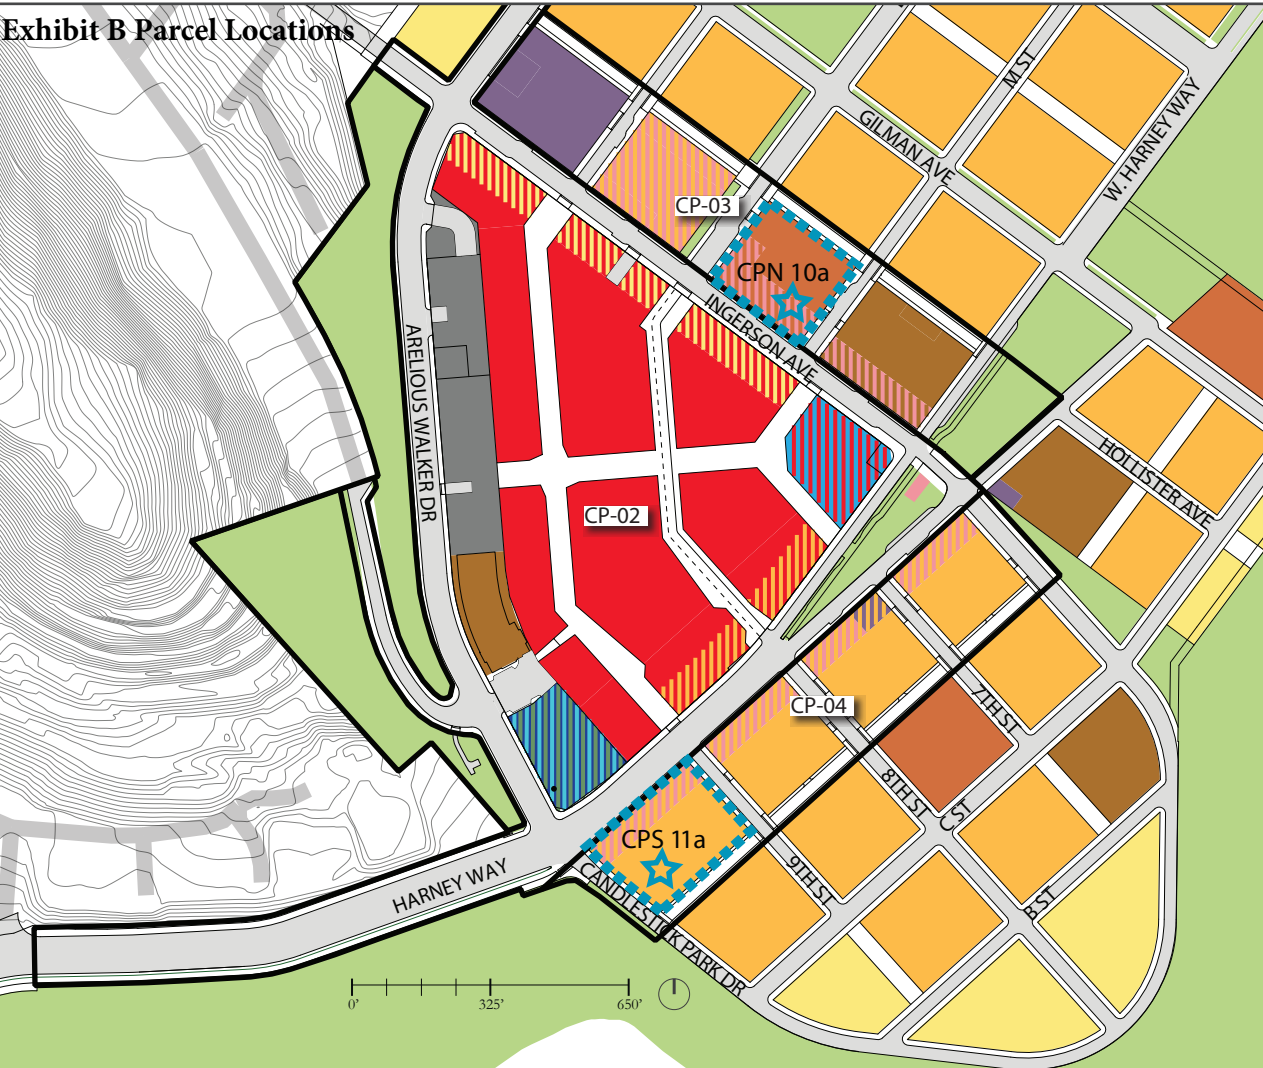 Exhibit B Parcel Locations
M ST
GILMAN AVE
W. HARNEY WAY
CP-03
CPN 10a
INGERSON AVE
ARELIOUS WALKER DR
HOLLISTER AVE
CP-02
CP-04
7TH ST
8TH ST
C ST
CPS 11a
9TH ST
HARNEY WAY
CANDLESTICK PARK DR
B ST
0' 325' 650'